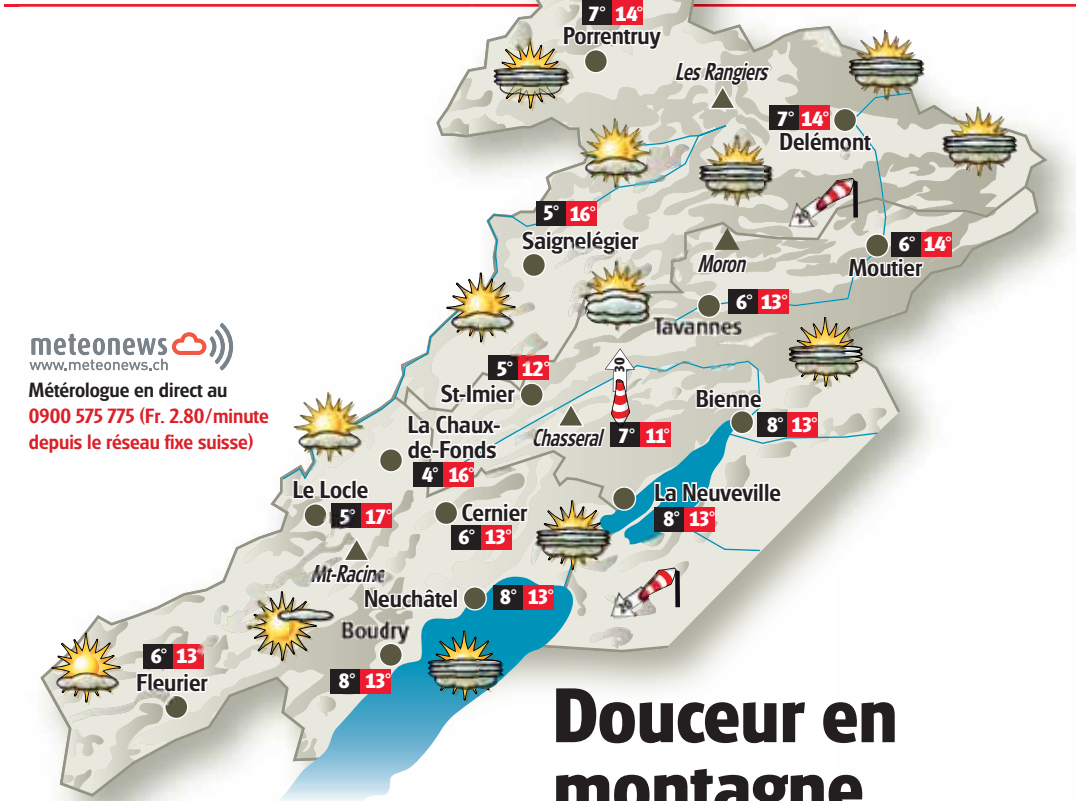 7° 14°
Porrentruy
Les Rangiers
7° 14°
Delémont
5° 16°
Saignelégier
Moron
6° 14°
Moutier
6° 13°
Tavannes
meteonews
www.meteonews.ch
Météorologue en direct au
0900 575 775 (Fr. 2.80/minute
depuis le réseau fixe suisse)
5° 12°
St-Imier
30
Chasseral
7° 11°
Bienne
8° 13°
La Chaux-
de-Fonds
4° 16°
Le Locle
5° 17°
Cernier
6° 13°
La Neuveville
8° 13°
Mt-Racine
Neuchâtel
8° 13°
Boudry
8° 13°
6° 13°
Fleurier
Douceur en
montagne